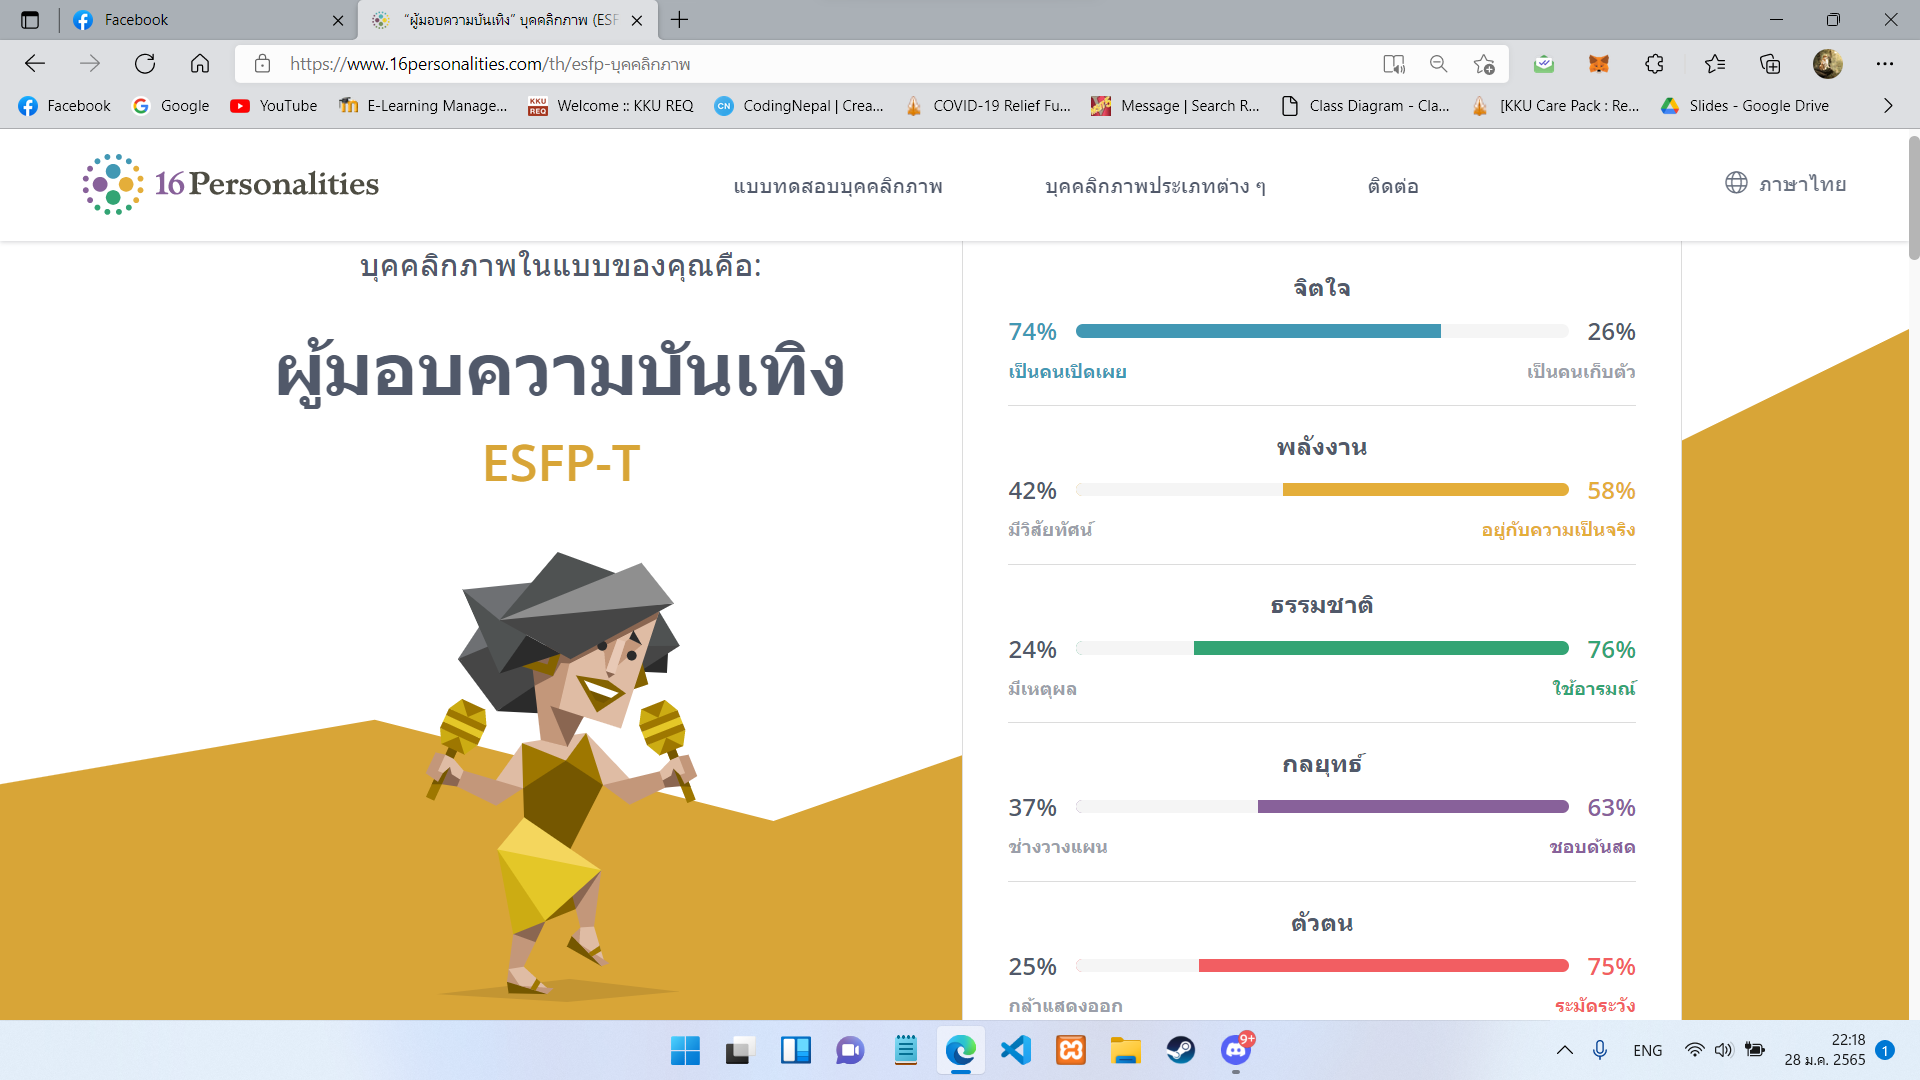 Facebook
“ผู้มอบความบันเทิง” บุคคลิกภาพ (ESF
https://www.16personalities.com/th/esfp-บุคคลิกภาพ
Facebook
Google
YouTube
E-Learning Manage...
Welcome :: KKU REQ
CodingNepal | Crea...
COVID-19 Relief Fu...
Message | Search R...
Class Diagram - Cla...
[KKU Care Pack : Re...
Slides - Google Drive
16Personalities
แบบทดสอบบุคคลิกภาพ
บุคคลิกภาพประเภทต่าง ๆ
ติดต่อ
ภาษาไทย
บุคคลิกภาพในแบบของคุณคือ:
ผู้มอบความบันเทิง
ESFP-T
จิตใจ
74% 26%
เป็นคนเปิดเผย เป็นคนเก็บตัว
พลังงาน
42% 58%
มีวิสัยทัศน์ อยู่กับความเป็นจริง
ธรรมชาติ
24% 76%
มีเหตุผล ใช้อารมณ์
กลยุทธ์
37% 63%
ช่างวางแผน ชอบด้นสด
ตัวตน
25% 75%
กล้าแสดงออก ระมัดระวัง
9+
ENG
22:18
28 ม.ค. 2565
1